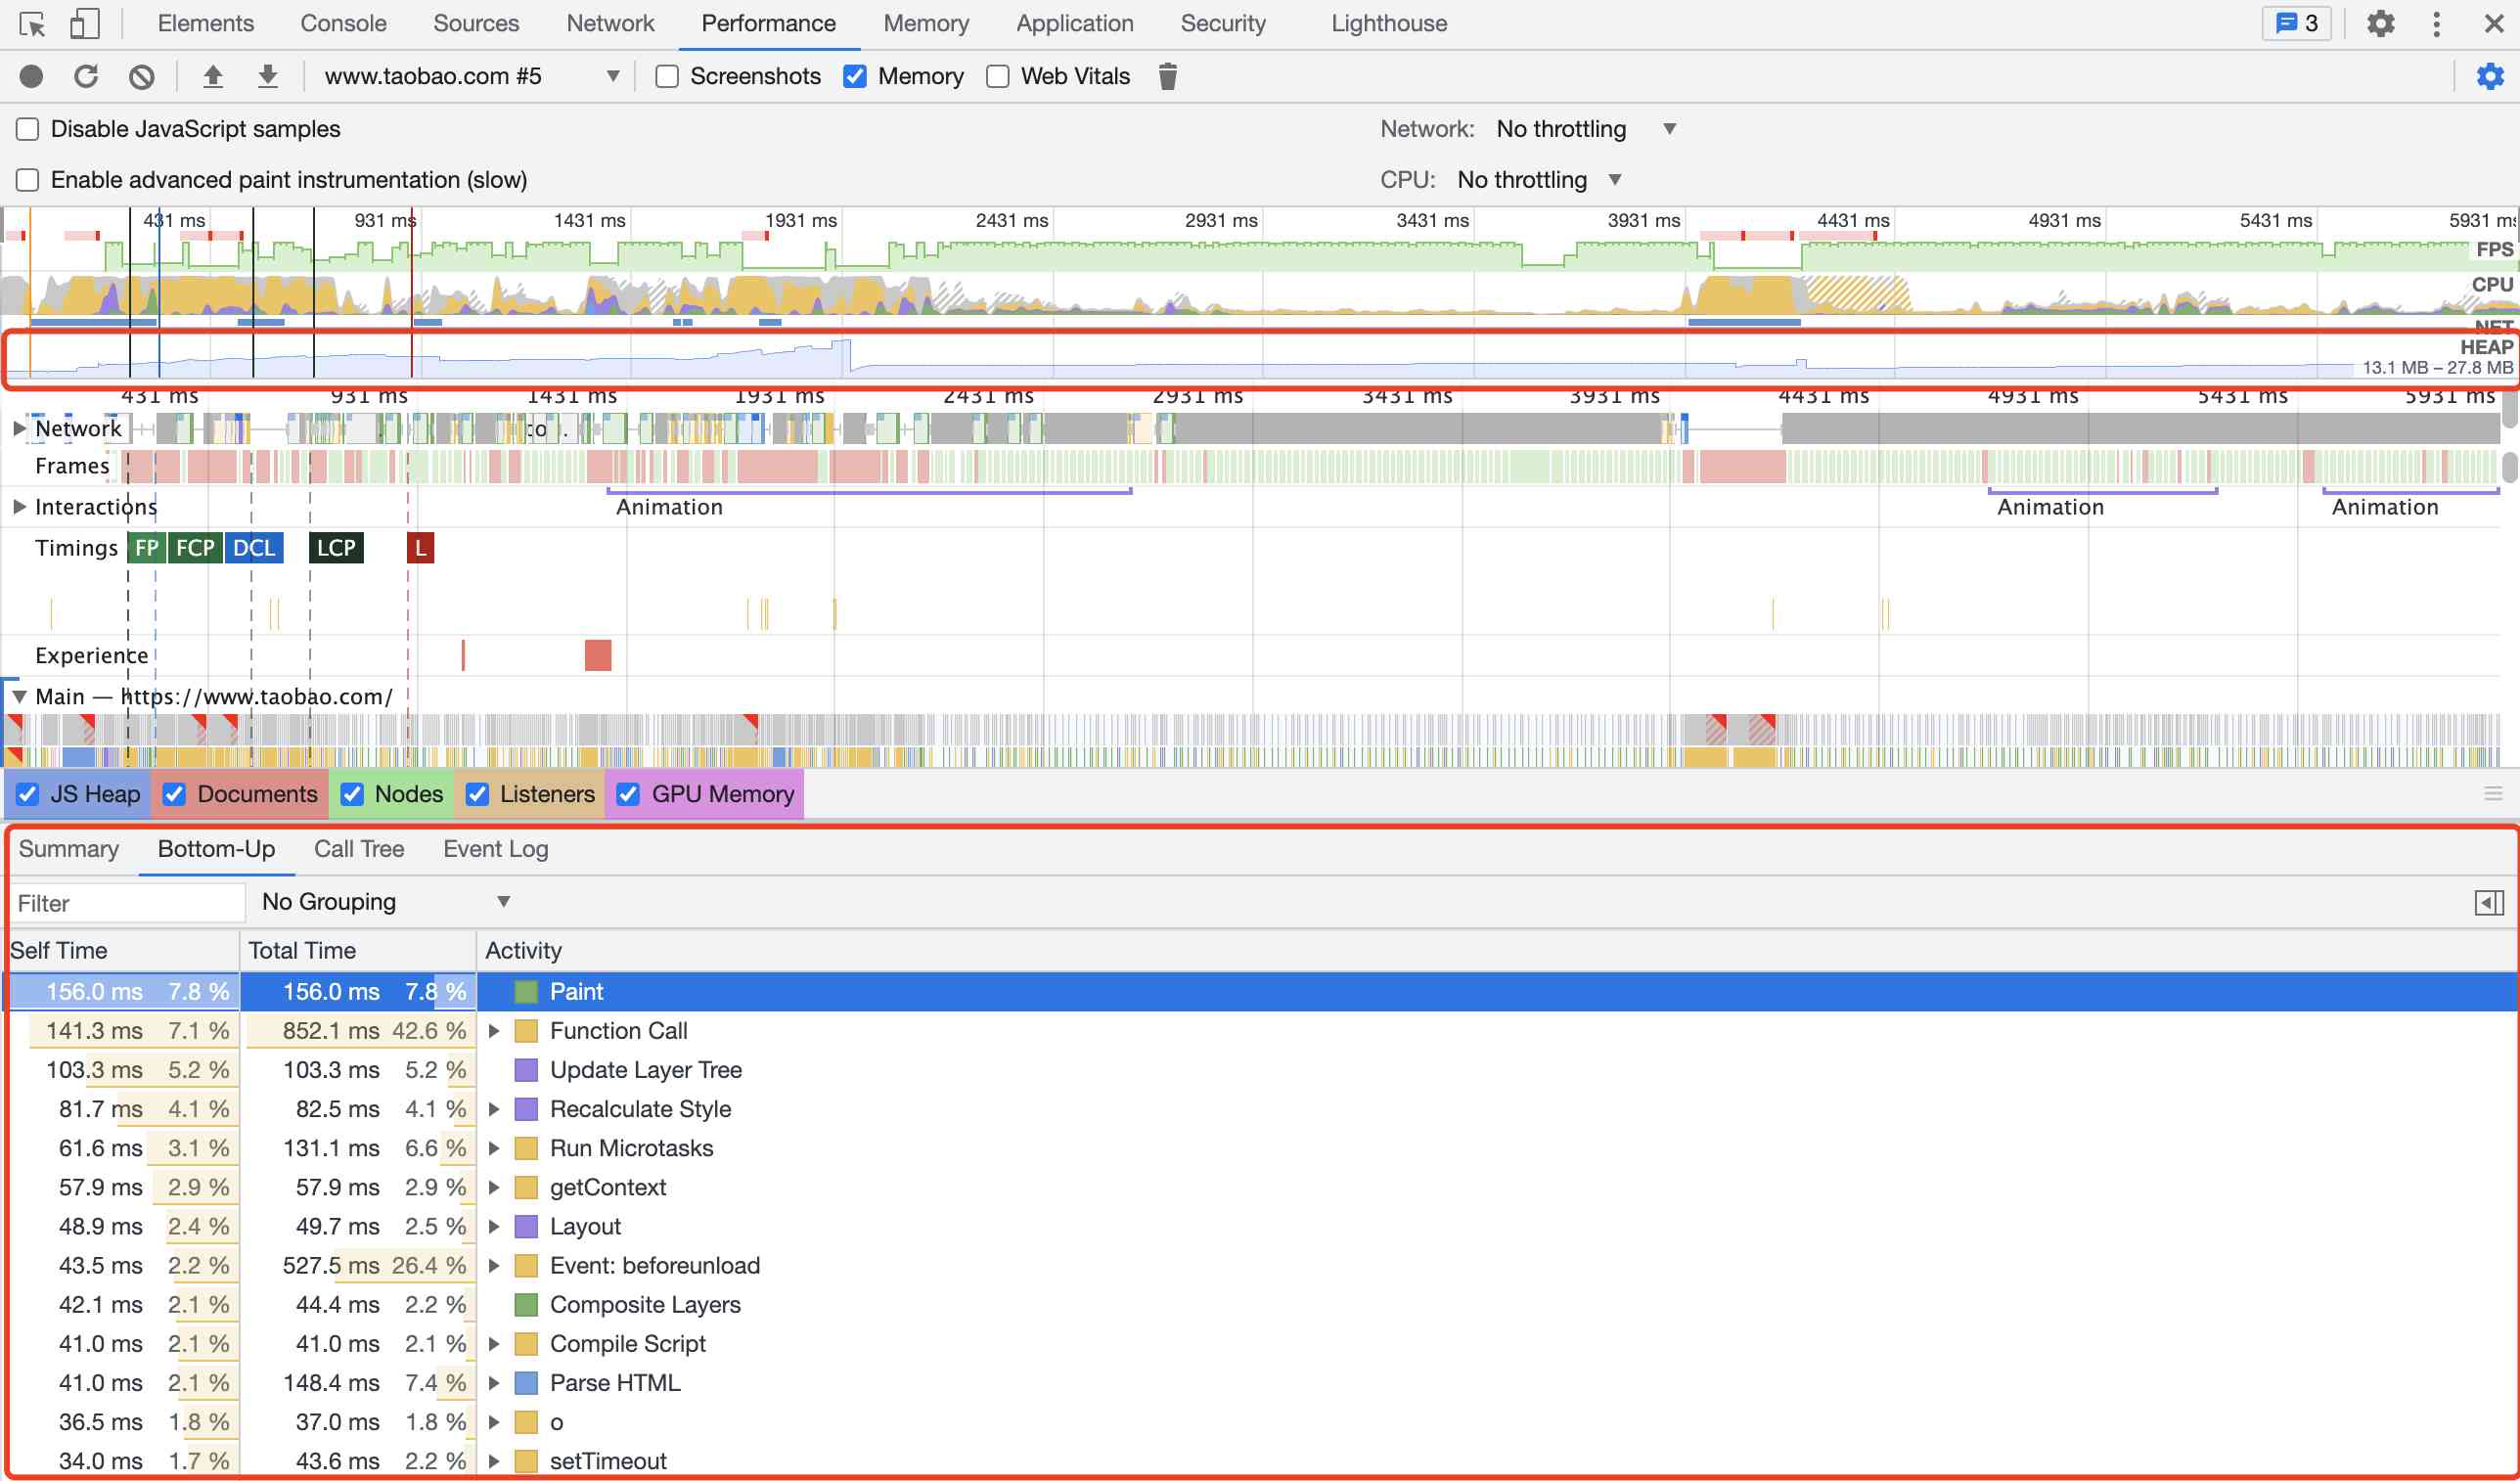 Elements Console Sources Network Performance Memory Application Security Lighthouse 3
www.taobao.com #5 Screenshots Memory Web Vitals
Disable JavaScript samples Network: No throttling
Enable advanced paint instrumentation (slow) CPU: No throttling
431 ms 931 ms 1431 ms 1931 ms 2431 ms 2931 ms 3431 ms 3931 ms 4431 ms 4931 ms 5431 ms 5931 ms
FPS
CPU
NET
HEAP
13.1 MB – 27.8 MB
431 ms 931 ms 1431 ms 1931 ms 2431 ms 2931 ms 3431 ms 3931 ms 4431 ms 4931 ms 5431 ms 5931 ms
Network
Frames
Interactions Animation Animation Animation
Timings FP FCP DCL LCP L
Experience
Main — https://www.taobao.com/
JS Heap Documents Nodes Listeners GPU Memory
Summary Bottom-Up Call Tree Event Log
Filter No Grouping
Self Time Total Time Activity
156.0 ms 7.8 % 156.0 ms 7.8 % Paint
141.3 ms 7.1 % 852.1 ms 42.6 % Function Call
103.3 ms 5.2 % 103.3 ms 5.2 % Update Layer Tree
81.7 ms 4.1 % 82.5 ms 4.1 % Recalculate Style
61.6 ms 3.1 % 131.1 ms 6.6 % Run Microtasks
57.9 ms 2.9 % 57.9 ms 2.9 % getContext
48.9 ms 2.4 % 49.7 ms 2.5 % Layout
43.5 ms 2.2 % 527.5 ms 26.4 % Event: beforeunload
42.1 ms 2.1 % 44.4 ms 2.2 % Composite Layers
41.0 ms 2.1 % 41.0 ms 2.1 % Compile Script
41.0 ms 2.1 % 148.4 ms 7.4 % Parse HTML
36.5 ms 1.8 % 37.0 ms 1.8 % o
34.0 ms 1.7 % 43.6 ms 2.2 % setTimeout